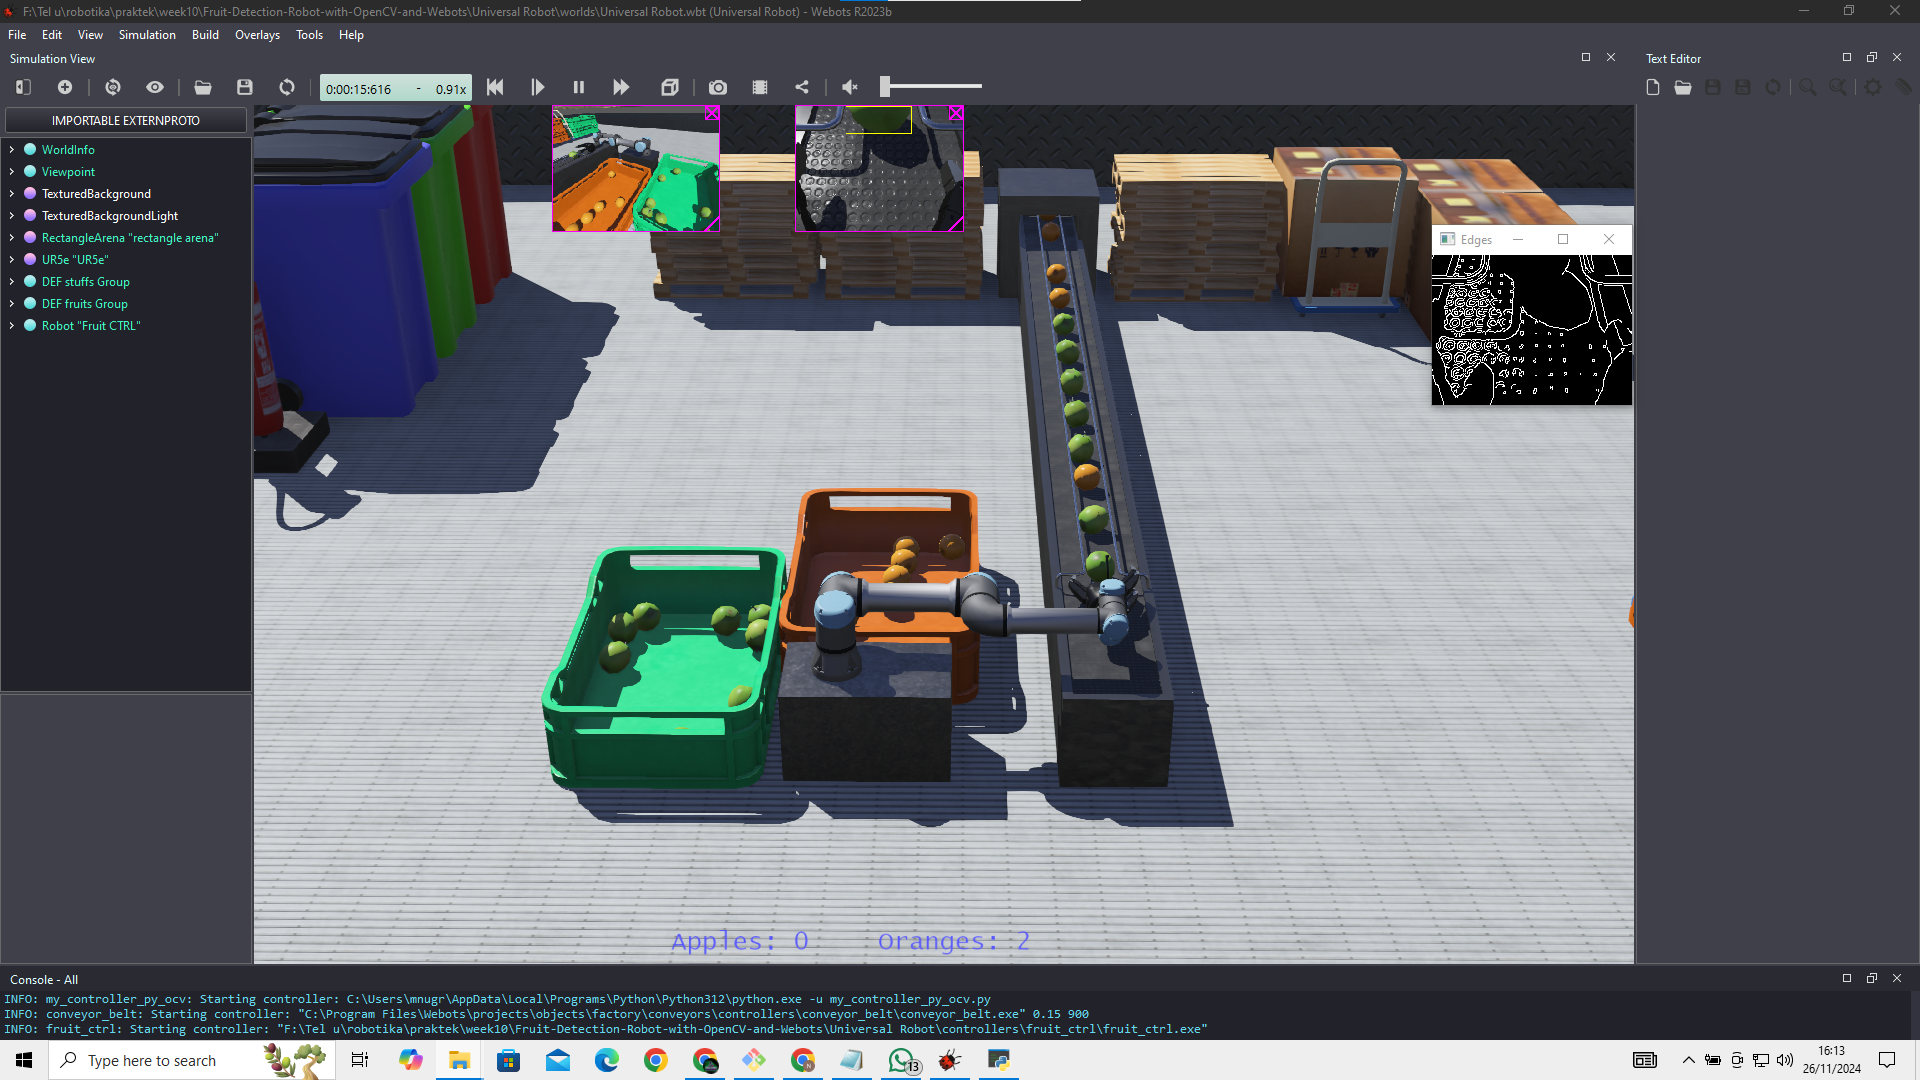 F:\Tel u\robotika\praktek\week10\Fruit-Detection-Robot-with-OpenCV-and-Webots\Universal Robot\worlds\Universal Robot.wbt (Universal Robot) - Webots R2023b
File Edit View Simulation Build Overlays Tools Help
Simulation View
Text Editor
0:00:15:616 - 0.91x
IMPORTABLE EXTERNPROTO
WorldInfo
Viewpoint
TexturedBackground
TexturedBackgroundLight
RectangleArena "rectangle arena"
UR5e "UR5e"
DEF stuffs Group
DEF fruits Group
Robot "Fruit CTRL"
Edges
Apples: 0 Oranges: 2
Console - All
INFO: my_controller_py_ocv: Starting controller: C:\Users\mnugr\AppData\Local\Programs\Python\Python312\python.exe -u my_controller_py_ocv.py
INFO: conveyor_belt: Starting controller: "C:\Program Files\Webots\projects\objects\factory\conveyors\controllers\conveyor_belt\conveyor_belt.exe" 0.15 900
INFO: fruit_ctrl: Starting controller: "F:\Tel u\robotika\praktek\week10\Fruit-Detection-Robot-with-OpenCV-and-Webots\Universal Robot\controllers\fruit_ctrl\fruit_ctrl.exe"
Type here to search
13
16:13
26/11/2024